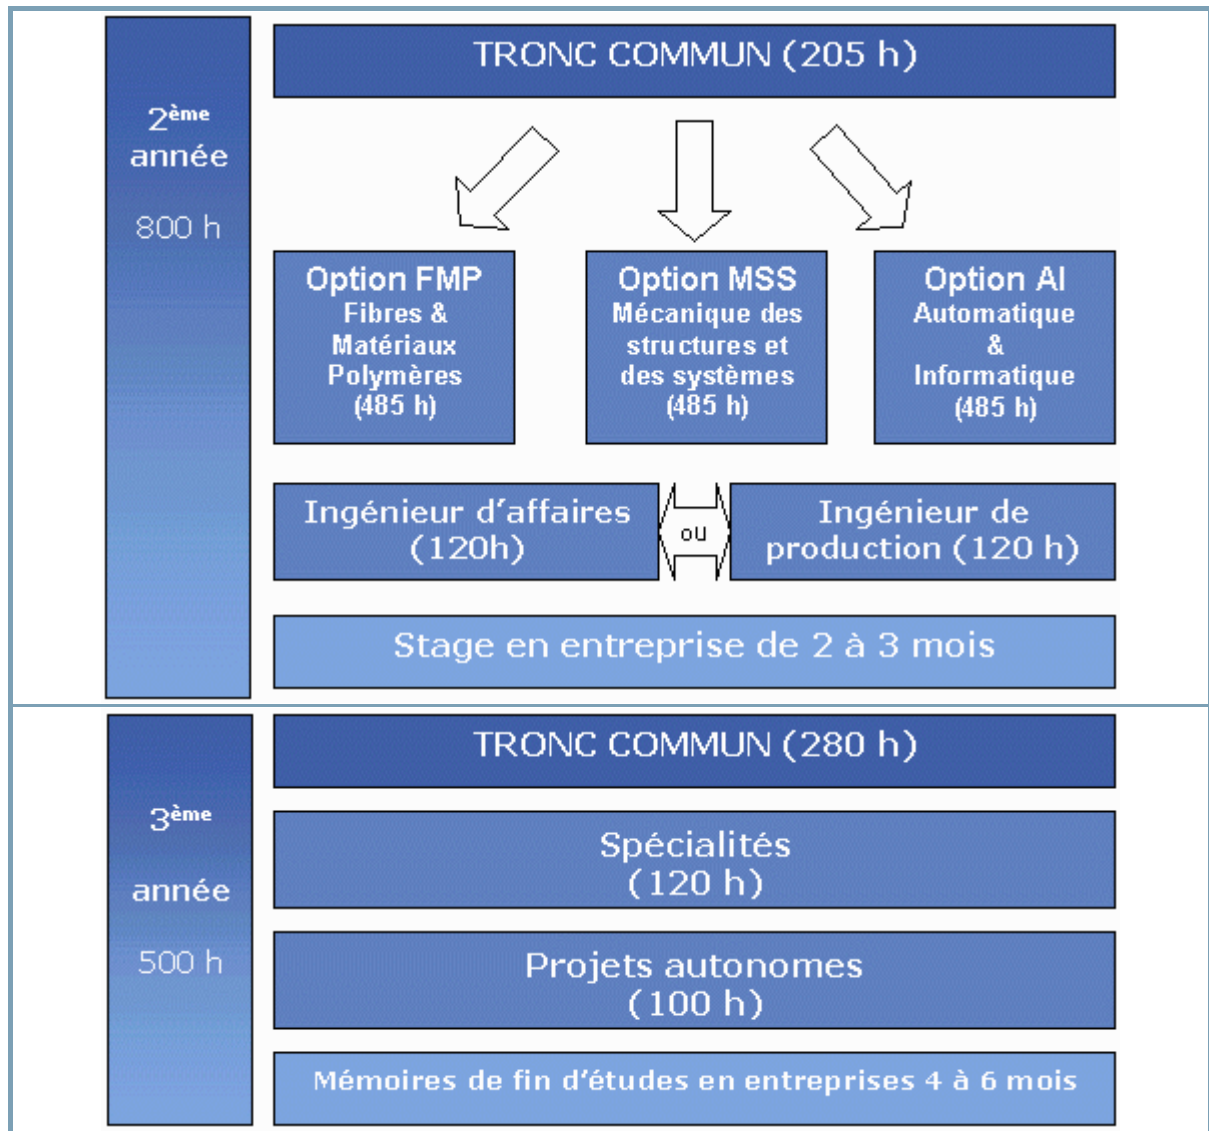 TRONC COMMUN (205 h)
2ème
année
800 h
Option FMP
Fibres &
Matériaux
Polymères
(485 h)
Option MSS
Mécanique des
structures et
des systèmes
(485 h)
Option AI
Automatique
&
Informatique
(485 h)
Ingénieur d'affaires
(120h)
ou
Ingénieur de
production (120 h)
Stage en entreprise de 2 à 3 mois
TRONC COMMUN (280 h)
3ème
année
500 h
Spécialités
(120 h)
Projets autonomes
(100 h)
Mémoires de fin d'études en entreprises 4 à 6 mois